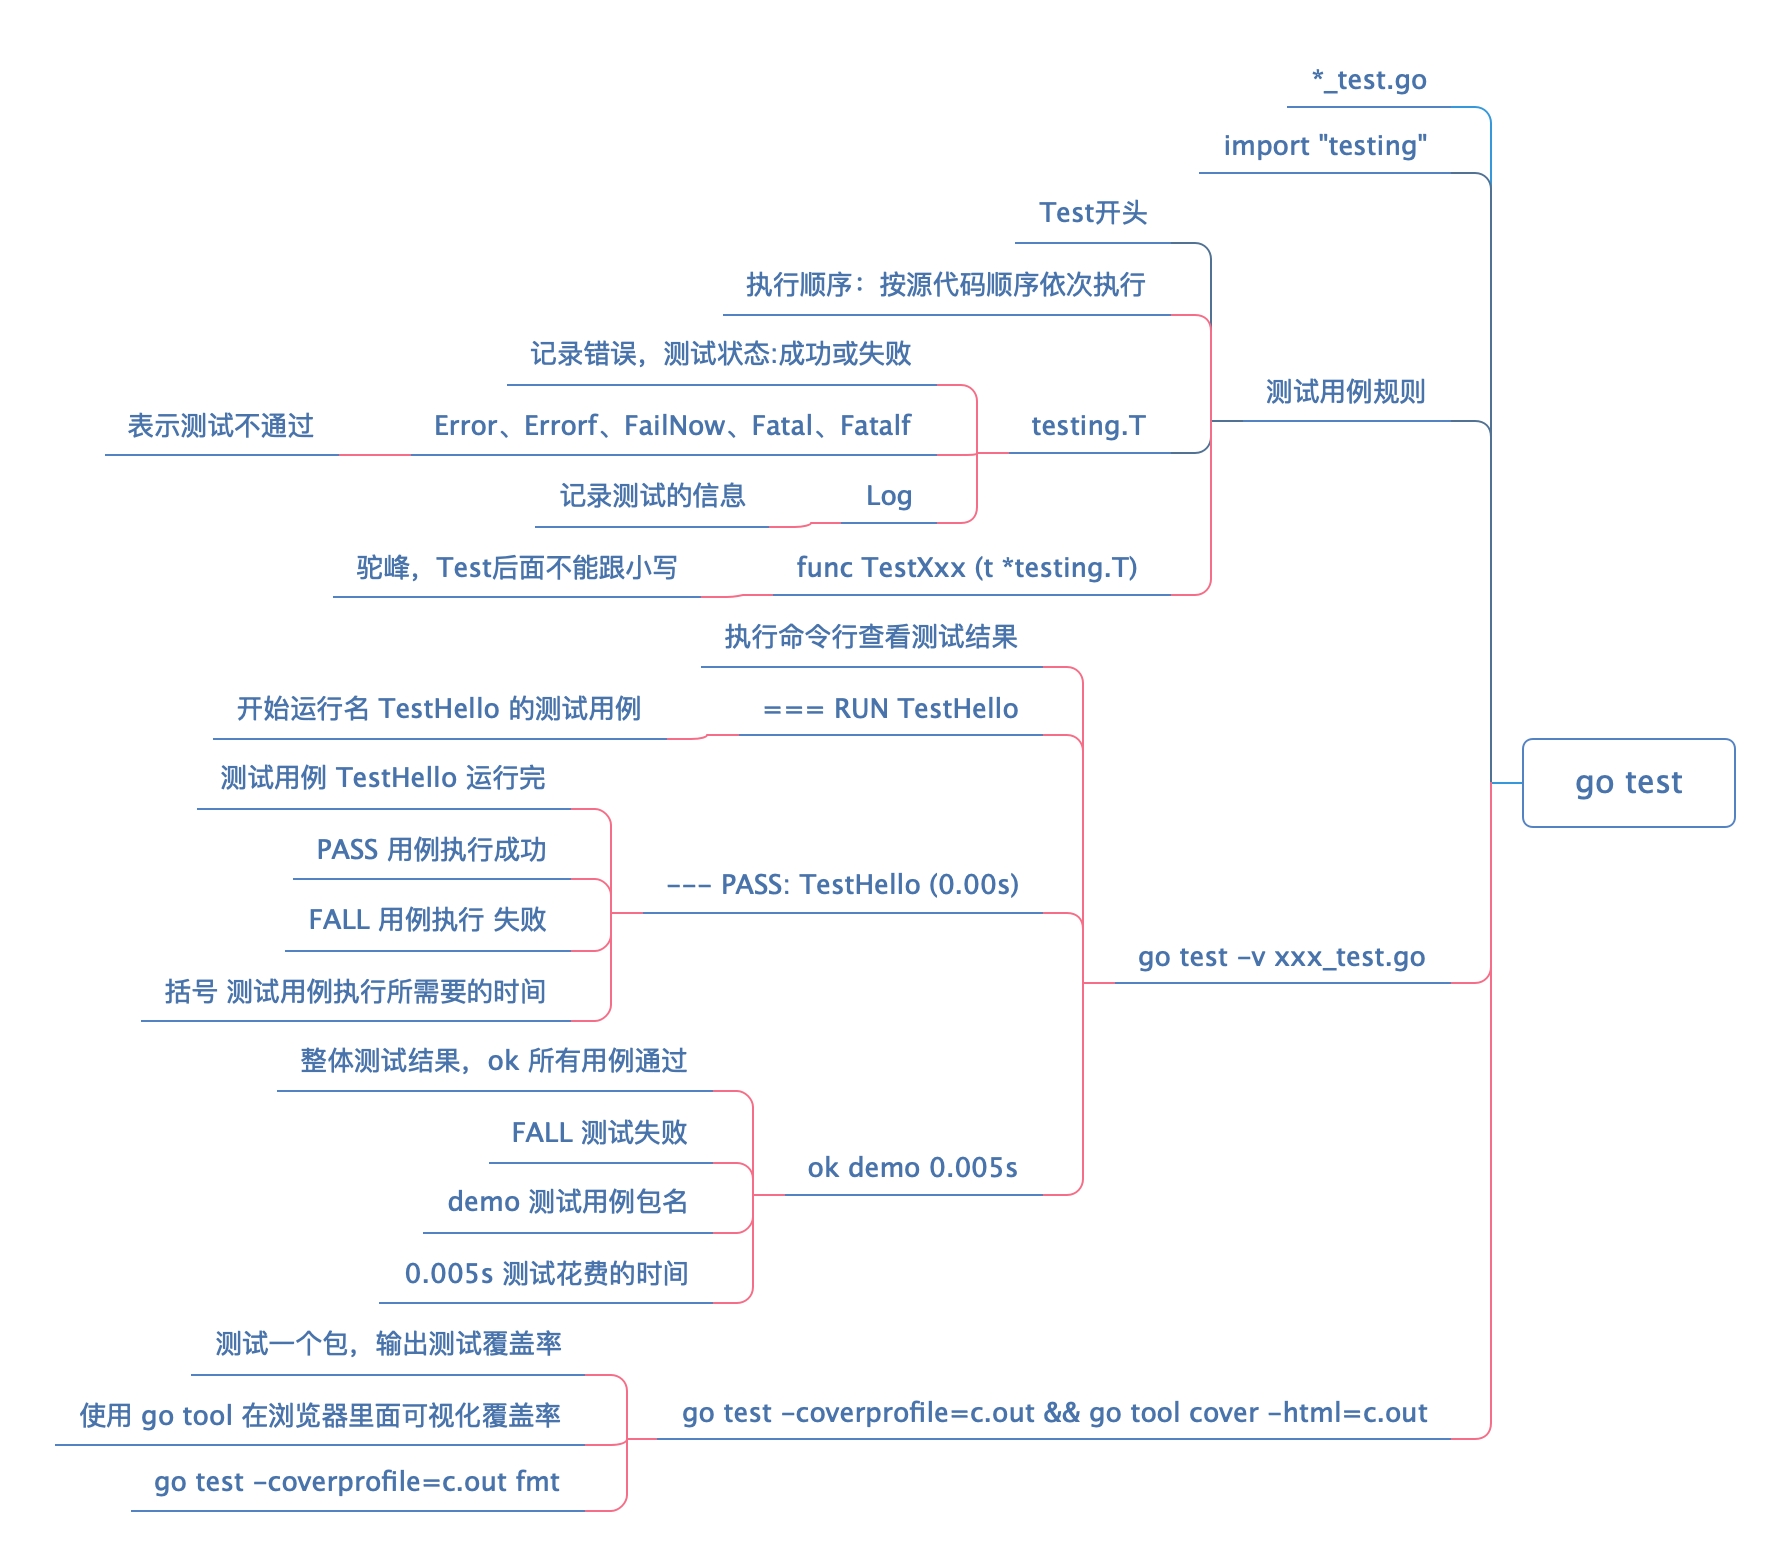 *_test.go
import "testing"
Test开头
执行顺序：按源代码顺序依次执行
记录错误，测试状态:成功或失败
测试用例规则
表示测试不通过
Error、Errorf、FailNow、Fatal、Fatalf
testing.T
记录测试的信息
Log
驼峰，Test后面不能跟小写
func TestXxx (t *testing.T)
执行命令行查看测试结果
开始运行名 TestHello 的测试用例
=== RUN TestHello
测试用例 TestHello 运行完
go test
PASS 用例执行成功
--- PASS: TestHello (0.00s)
FALL 用例执行 失败
go test -v xxx_test.go
括号 测试用例执行所需要的时间
整体测试结果，ok 所有用例通过
FALL 测试失败
ok demo 0.005s
demo 测试用例包名
0.005s 测试花费的时间
测试一个包，输出测试覆盖率
使用 go tool 在浏览器里面可视化覆盖率
go test -coverprofile=c.out && go tool cover -html=c.out
go test -coverprofile=c.out fmt